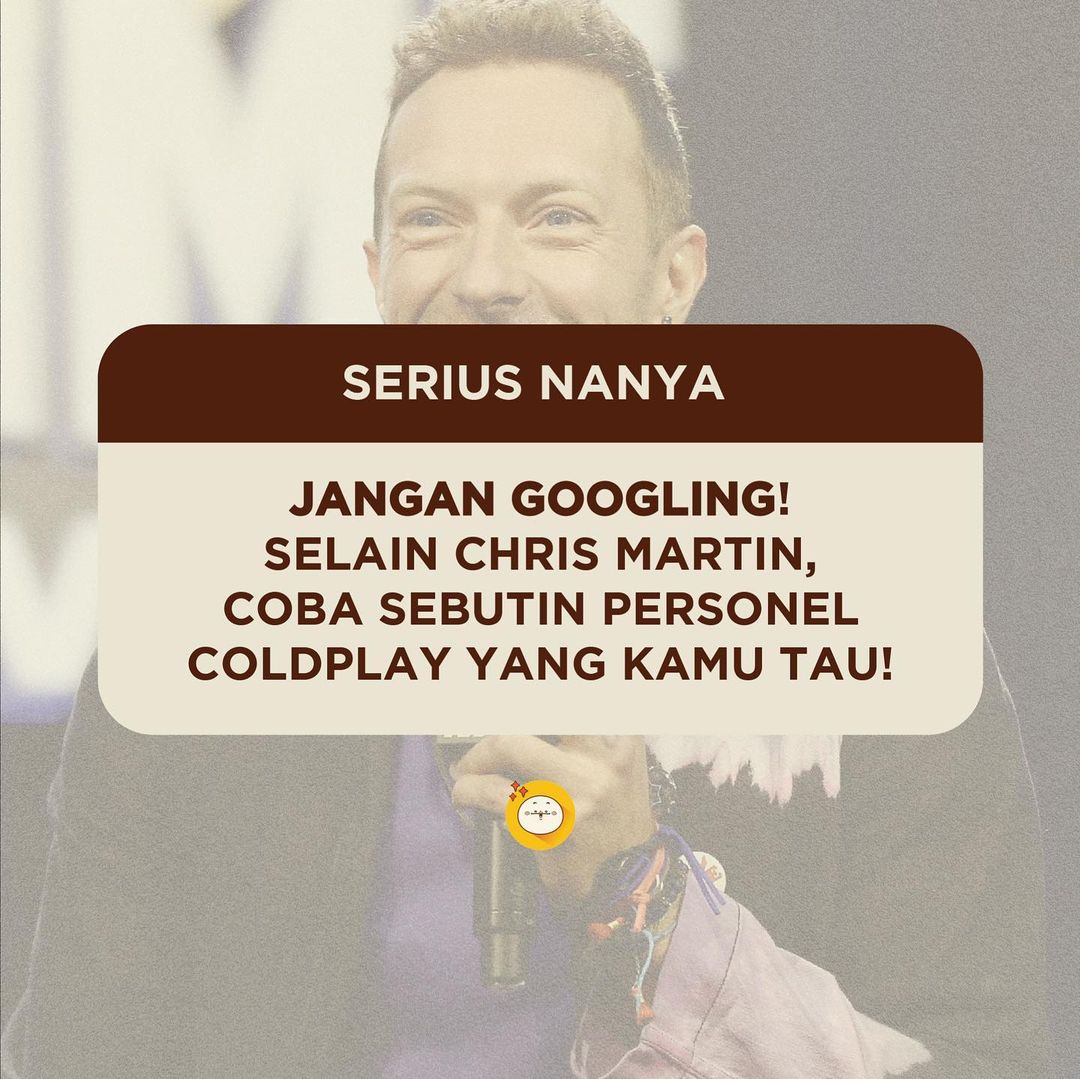 SERIUS NANYA
JANGAN GOOGLING!
SELAIN CHRIS MARTIN,
COBA SEBUTIN PERSONEL
COLDPLAY YANG KAMU TAU!